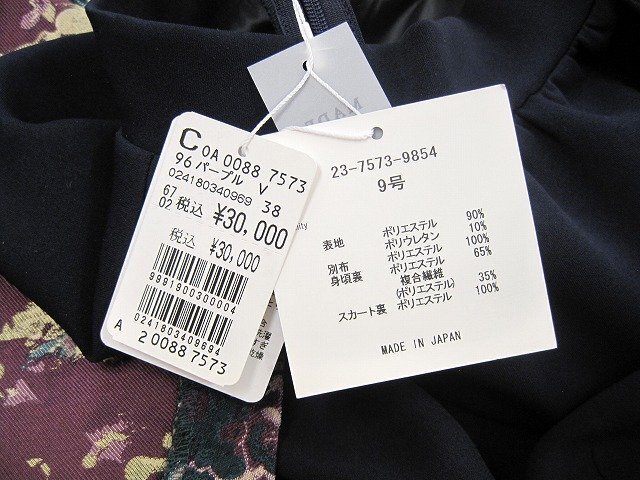 C 0A 0088 7573
96 パープル V
024180340969 38
67
02 税込 ¥30,000
税込 ¥30,000
9991900300004
0241803409694
A 20088 7573
23-7573-9854
9号
表地 ポリエステル 90%
ポリウレタン 10%
別布 ポリエステル 100%
身頃裏 ポリエステル 65%
複合繊維
(ポリエステル) 35%
スカート裏 ポリエステル 100%
MADE IN JAPAN